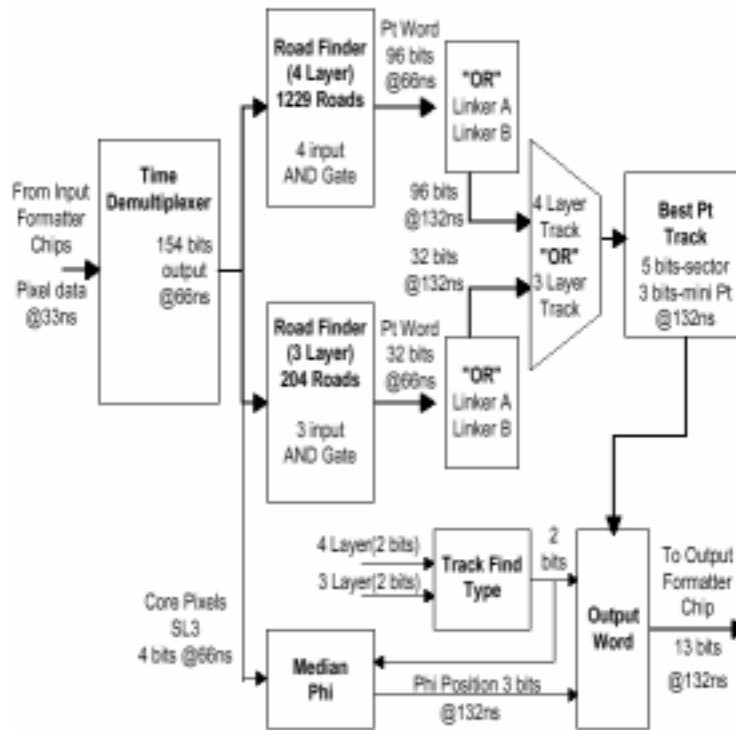 From Input
Formatter
Chips
Pixel data
@33ns
Time
Demultiplexer
154 bits
output
@66ns
Road Finder
(4 Layer)
1229 Roads
4 input
AND Gate
Pt Word
96 bits
@66ns
"OR"
Linker A
Linker B
96 bits
@132ns
32 bits
@132ns
4 Layer
Track
"OR"
3 Layer
Track
Best Pt
Track
5 bits-sector
3 bits-mini Pt
@132ns
Road Finder
(3 Layer)
204 Roads
3 input
AND Gate
Pt Word
32 bits
@66ns
"OR"
Linker A
Linker B
4 Layer(2 bits)
3 Layer(2 bits)
Track Find
Type
2
bits
Core Pixels
SL3
4 bits @66ns
Median
Phi
Phi Position 3 bits
@132ns
Output
Word
To Output
Formatter
Chip
13 bits
@132ns